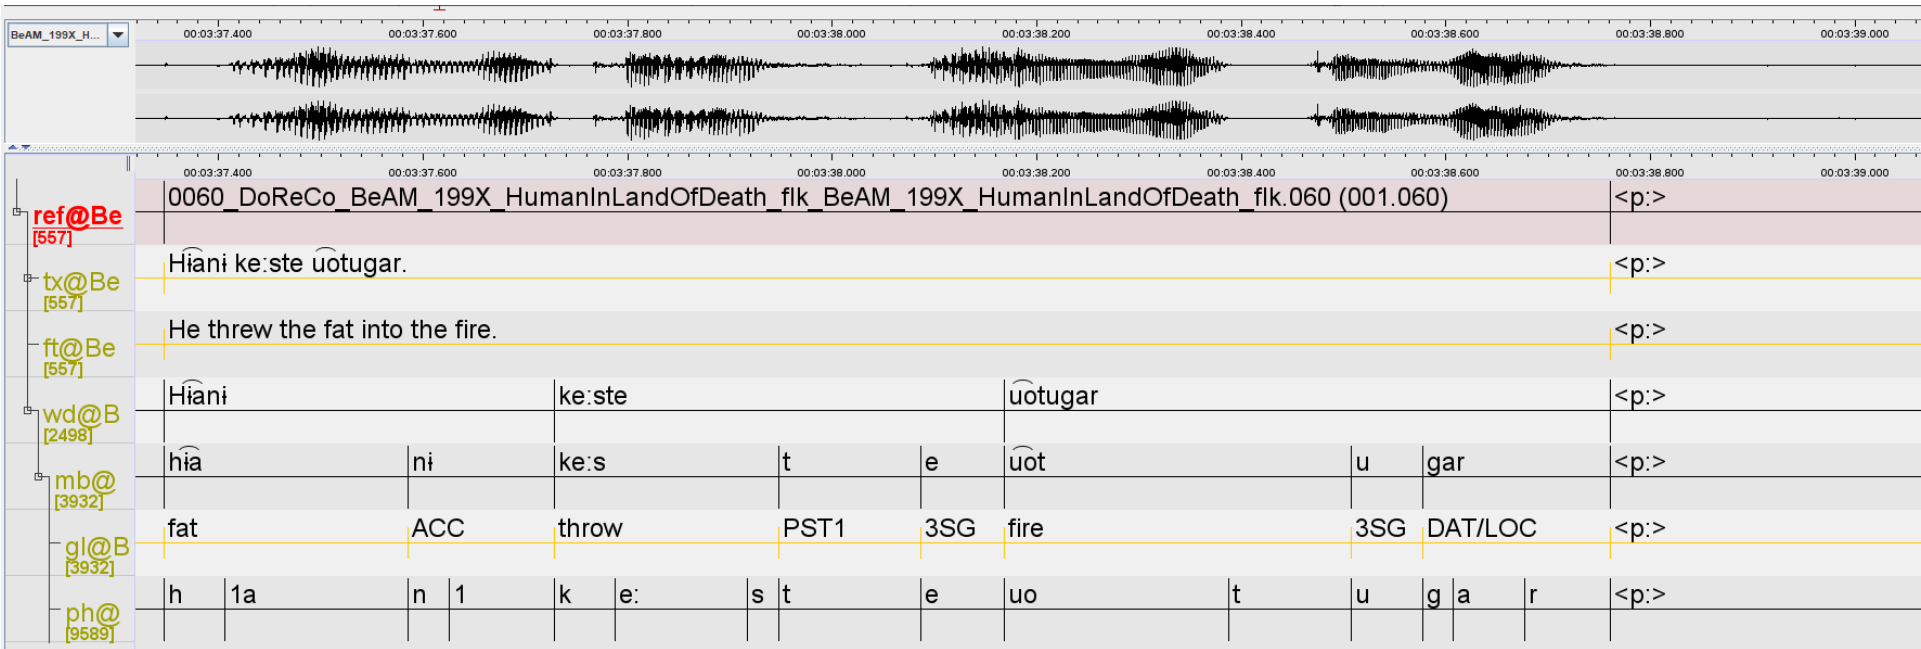 BeAM_199X_H...
00:03:37.400 00:03:37.600 00:03:37.800 00:03:38.000 00:03:38.200 00:03:38.400 00:03:38.600 00:03:38.800 00:03:39.000
00:03:37.400 00:03:37.600 00:03:37.800 00:03:38.000 00:03:38.200 00:03:38.400 00:03:38.600 00:03:38.800 00:03:39.000
ref@Be 0060_DoReCo_BeAM_199X_HumanInLandOfDeath_flk_BeAM_199X_HumanInLandOfDeath_flk.060 (001.060) <p:>
[557]
tx@Be Hɨ͡anɨ ke:ste u͡otugar. <p:>
[557]
ft@Be He threw the fat into the fire. <p:>
[557]
wd@B Hɨ͡anɨ ke:ste u͡otugar <p:>
[2498]
mb@ hɨ͡a nɨ ke:s t e u͡ot u gar <p:>
[3932]
gl@B fat ACC throw PST1 3SG fire 3SG DAT/LOC <p:>
[3932]
ph@ h 1a n 1 k e: s t e uo t u g a r <p:>
[9589]